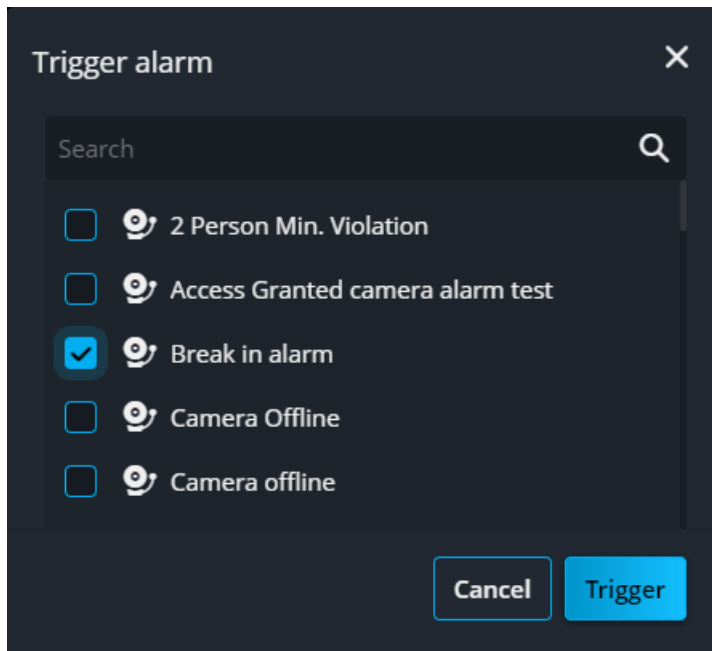 Trigger alarm
Search
2 Person Min. Violation
Access Granted camera alarm test
Break in alarm
Camera Offline
Camera offline
Cancel
Trigger